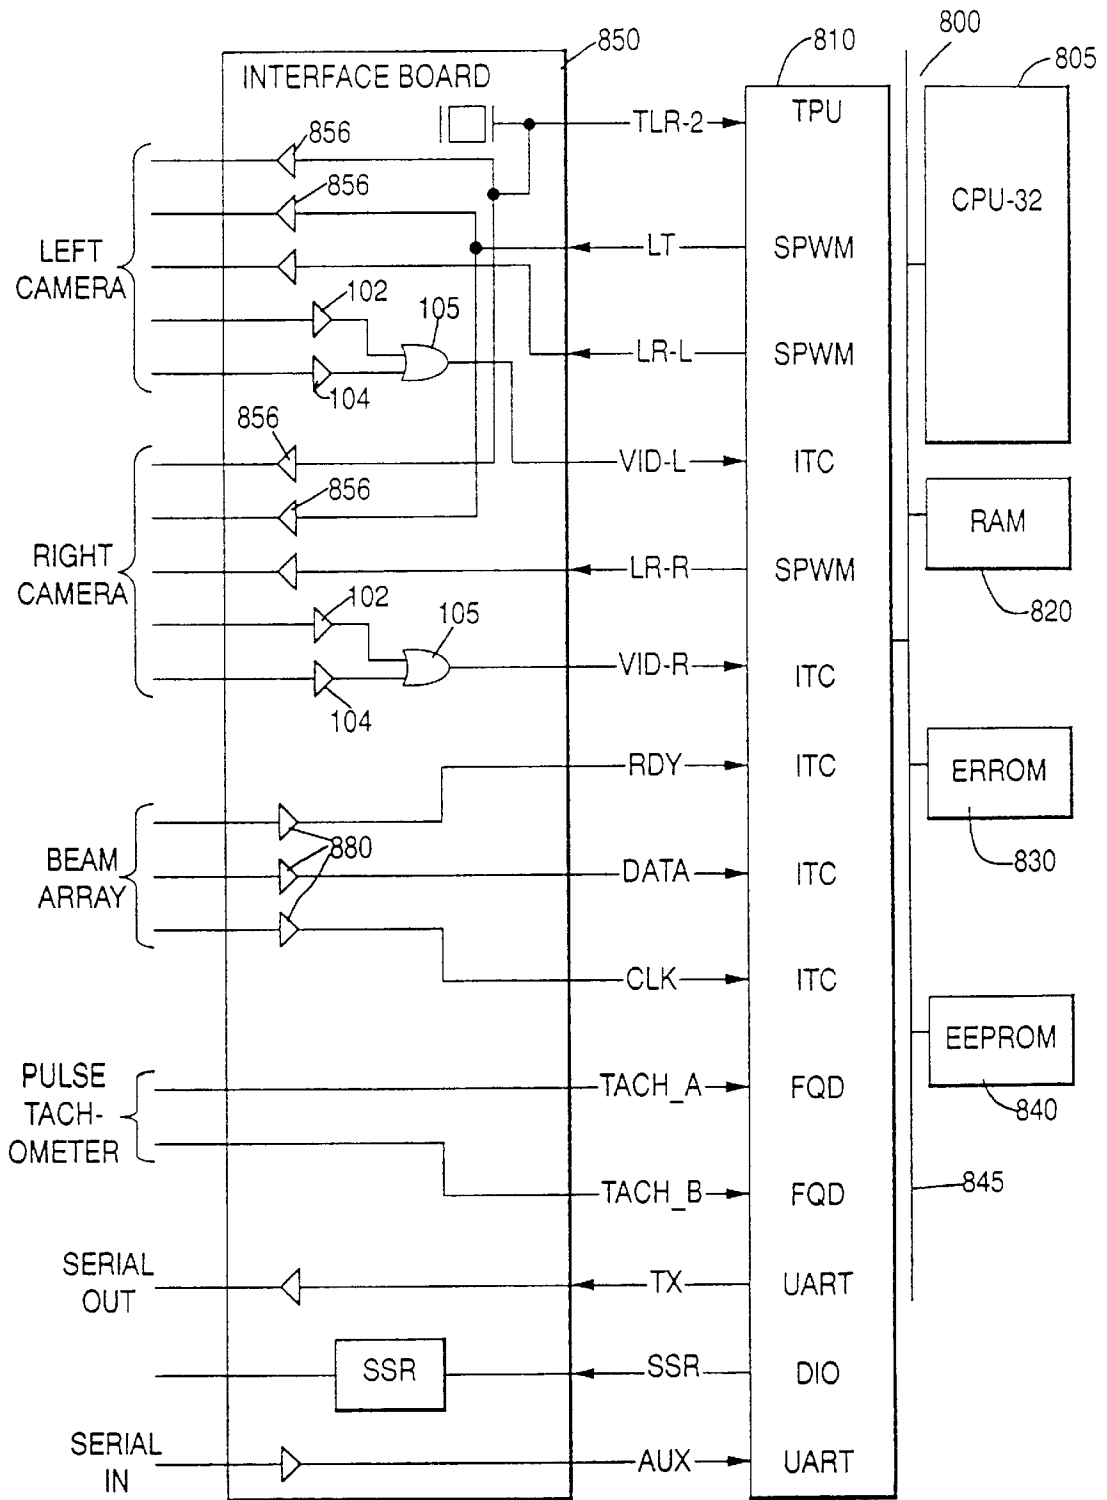 850
810
800
805
INTERFACE BOARD
TLR-2
TPU
856
856
CPU-32
LEFT
CAMERA
LT
SPWM
102
105
LR-L
SPWM
104
856
VID-L
ITC
856
RAM
RIGHT
CAMERA
LR-R
SPWM
820
102
105
VID-R
ITC
104
RDY
ITC
ERROM
880
830
BEAM
ARRAY
DATA
ITC
CLK
ITC
EEPROM
840
PULSE
TACH-
OMETER
TACH_A
FQD
845
TACH_B
FQD
SERIAL
OUT
TX
UART
SSR
SSR
DIO
SERIAL
IN
AUX
UART